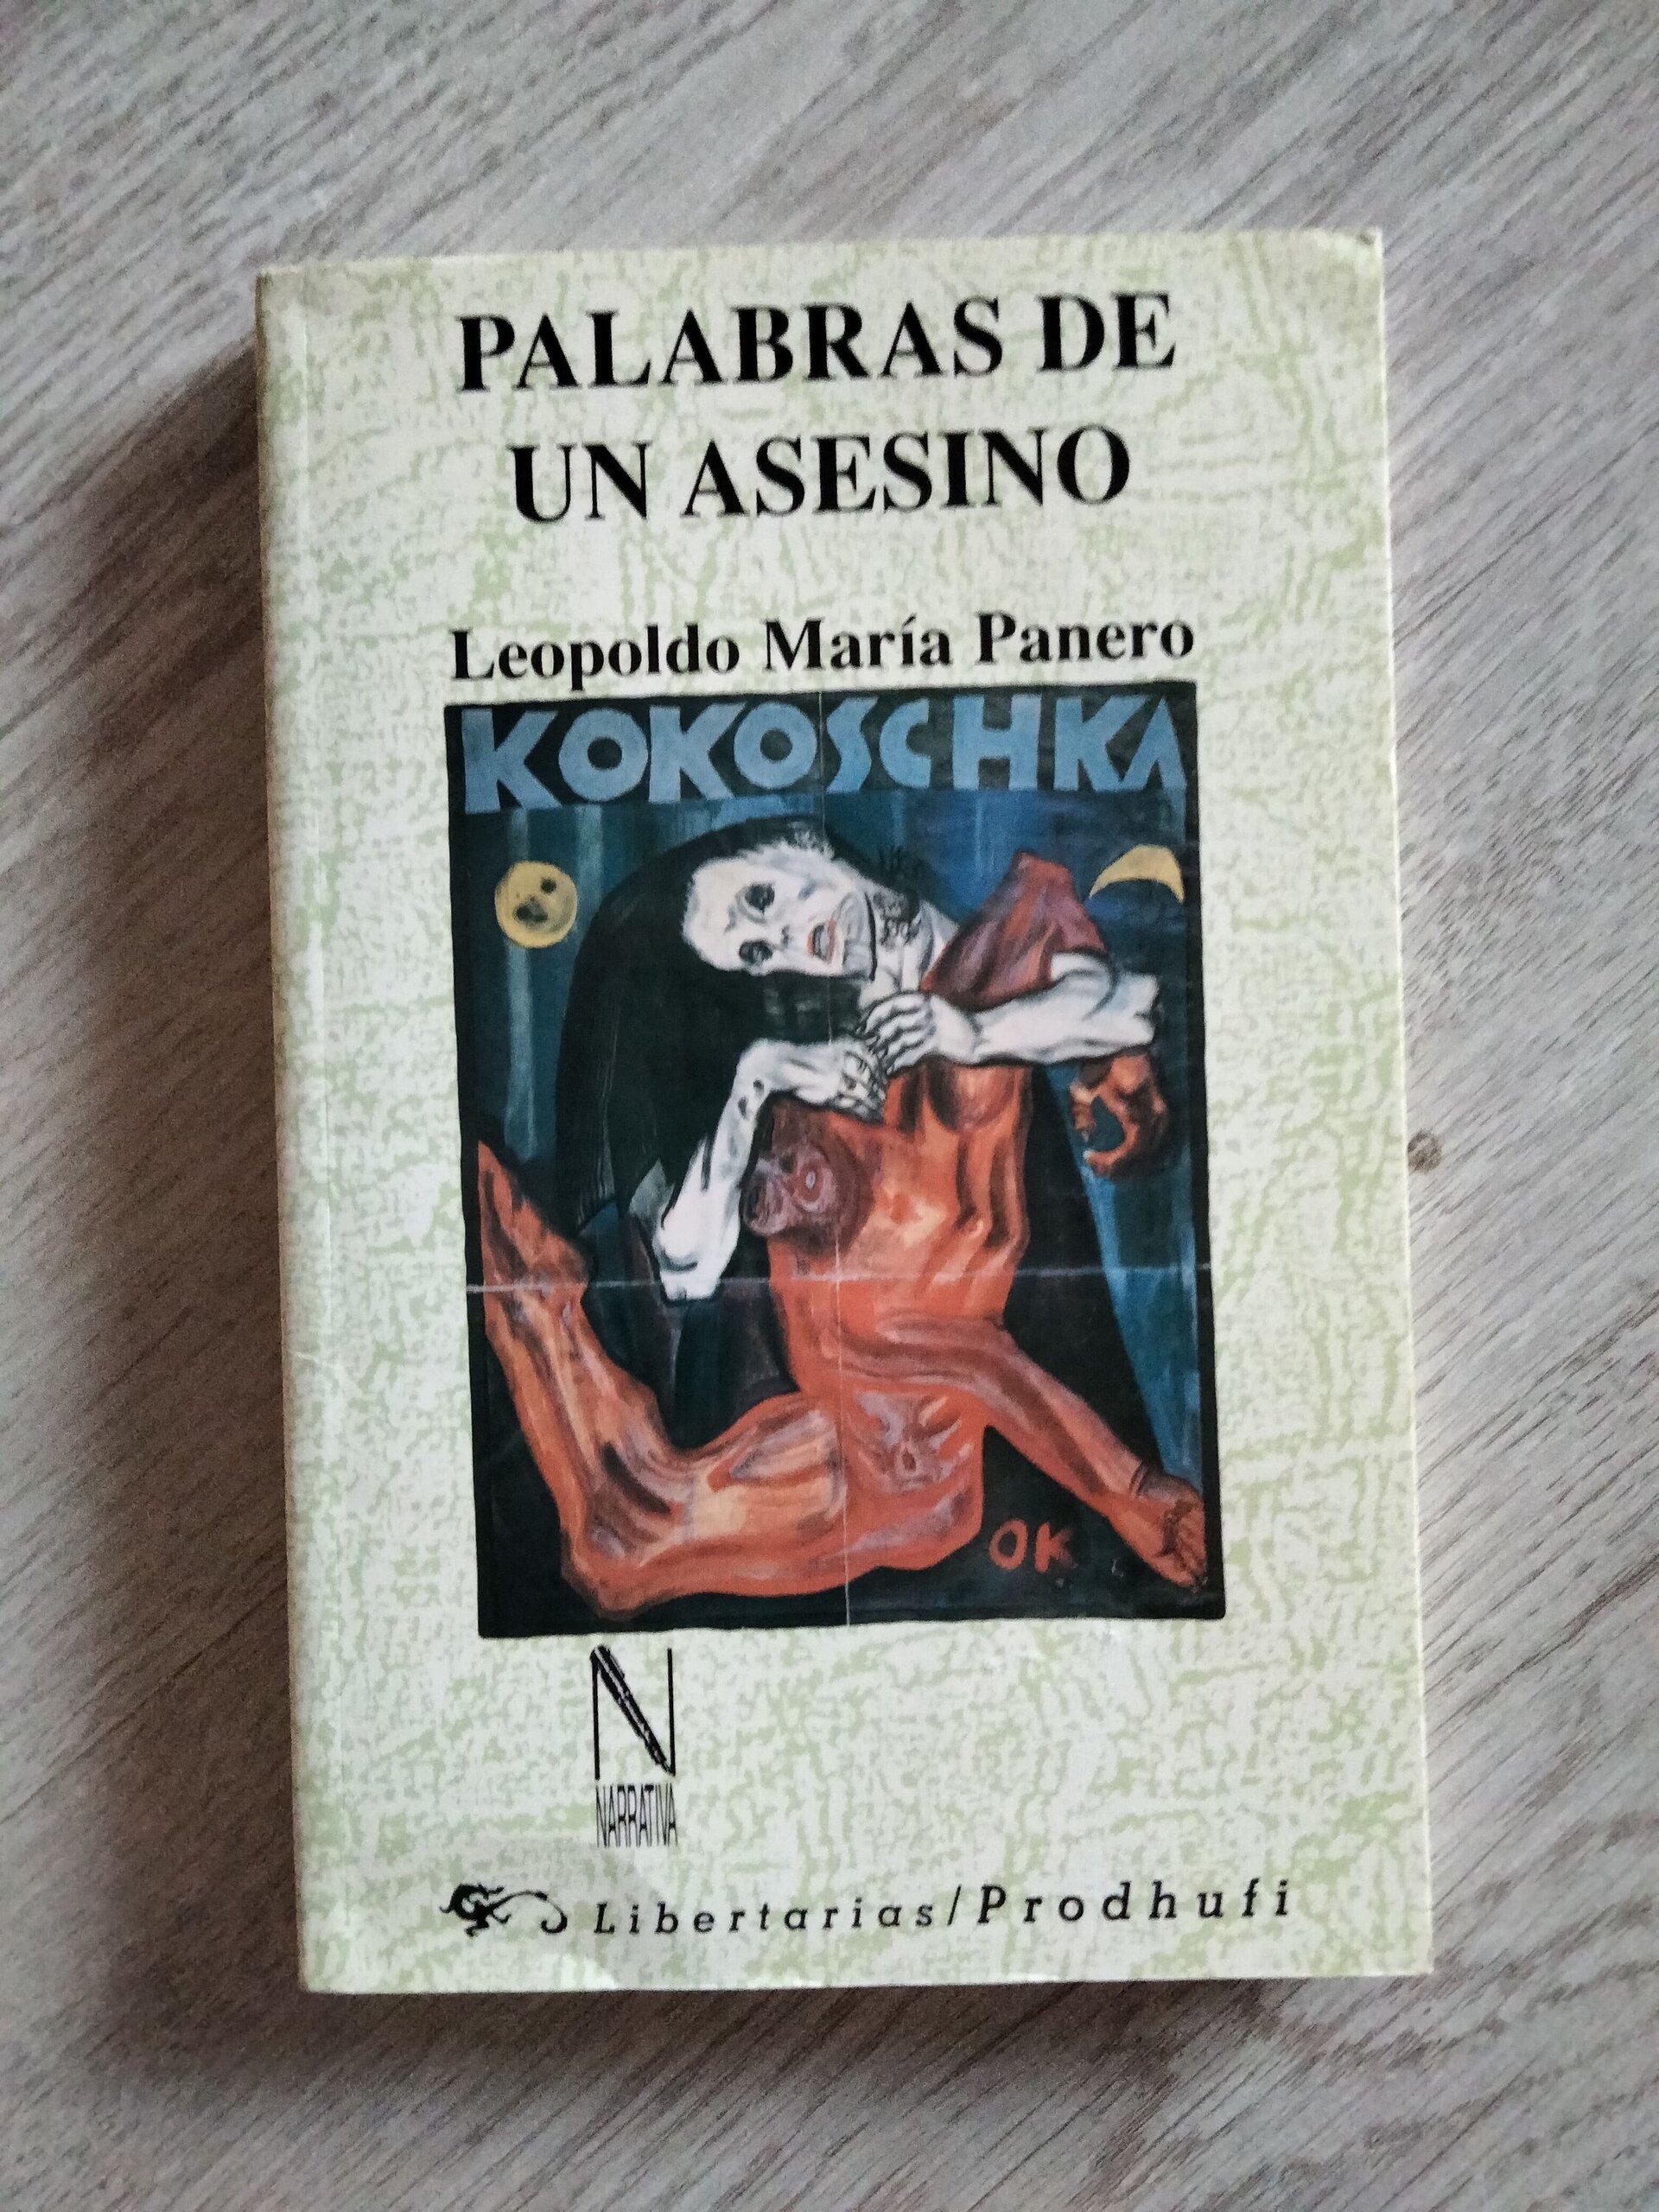 PALABRAS DE
UN ASESINO
Leopoldo María Panero
KOKOSCHKA
OK
N
NARRATIVA
Libertarias/Prodhufi